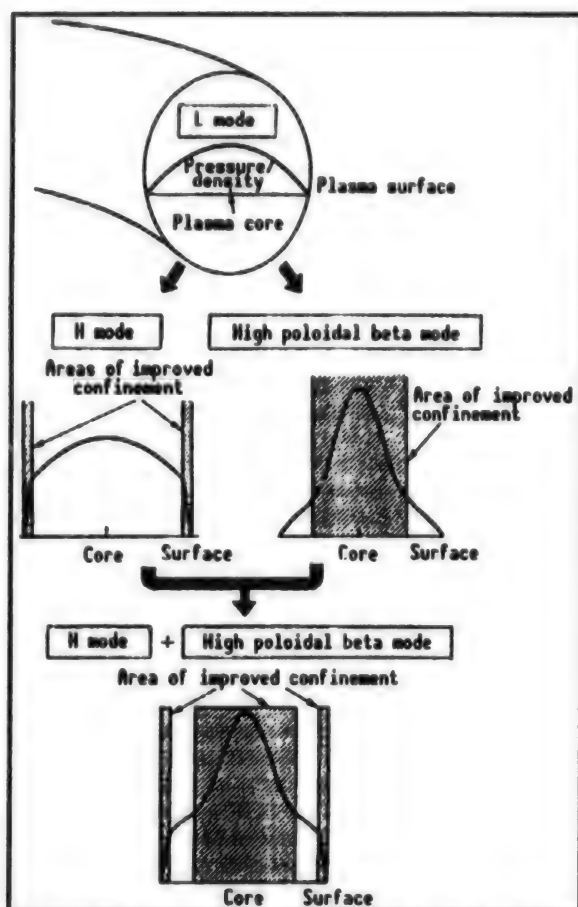 L mode
Pressure/
density
Plasma surface
Plasma core
H mode
High poloidal beta mode
Areas of improved
confinement
Area of improved
confinement
Core Surface
Core Surface
H mode + High poloidal beta mode
Area of improved confinement
Core Surface